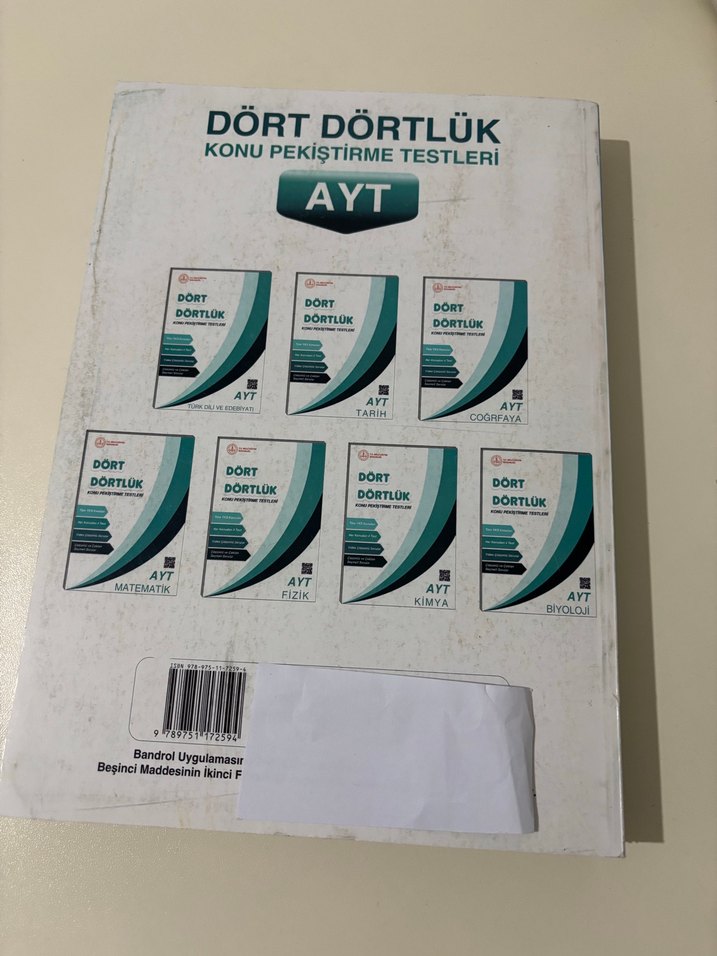 DÖRT DÖRTLÜK
KONU PEKİŞTİRME TESTLERİ
AYT
DÖRT
DÖRTLÜK
KONU PEKİŞTİRME TESTLERİ
AYT
TÜRK DİLİ VE EDEBİYATI
DÖRT
DÖRTLÜK
KONU PEKİŞTİRME TESTLERİ
AYT
TARİH
DÖRT
DÖRTLÜK
KONU PEKİŞTİRME TESTLERİ
AYT
COĞRFAYA
DÖRT
DÖRTLÜK
KONU PEKİŞTİRME TESTLERİ
AYT
MATEMATİK
DÖRT
DÖRTLÜK
KONU PEKİŞTİRME TESTLERİ
AYT
FİZİK
DÖRT
DÖRTLÜK
KONU PEKİŞTİRME TESTLERİ
AYT
KİMYA
DÖRT
DÖRTLÜK
KONU PEKİŞTİRME TESTLERİ
AYT
BİYOLOJİ
ISBN 978-975-11-7259-4
9 789751 172594
Bandrol Uygulamasın
Beşinci Maddesinin İkinci F